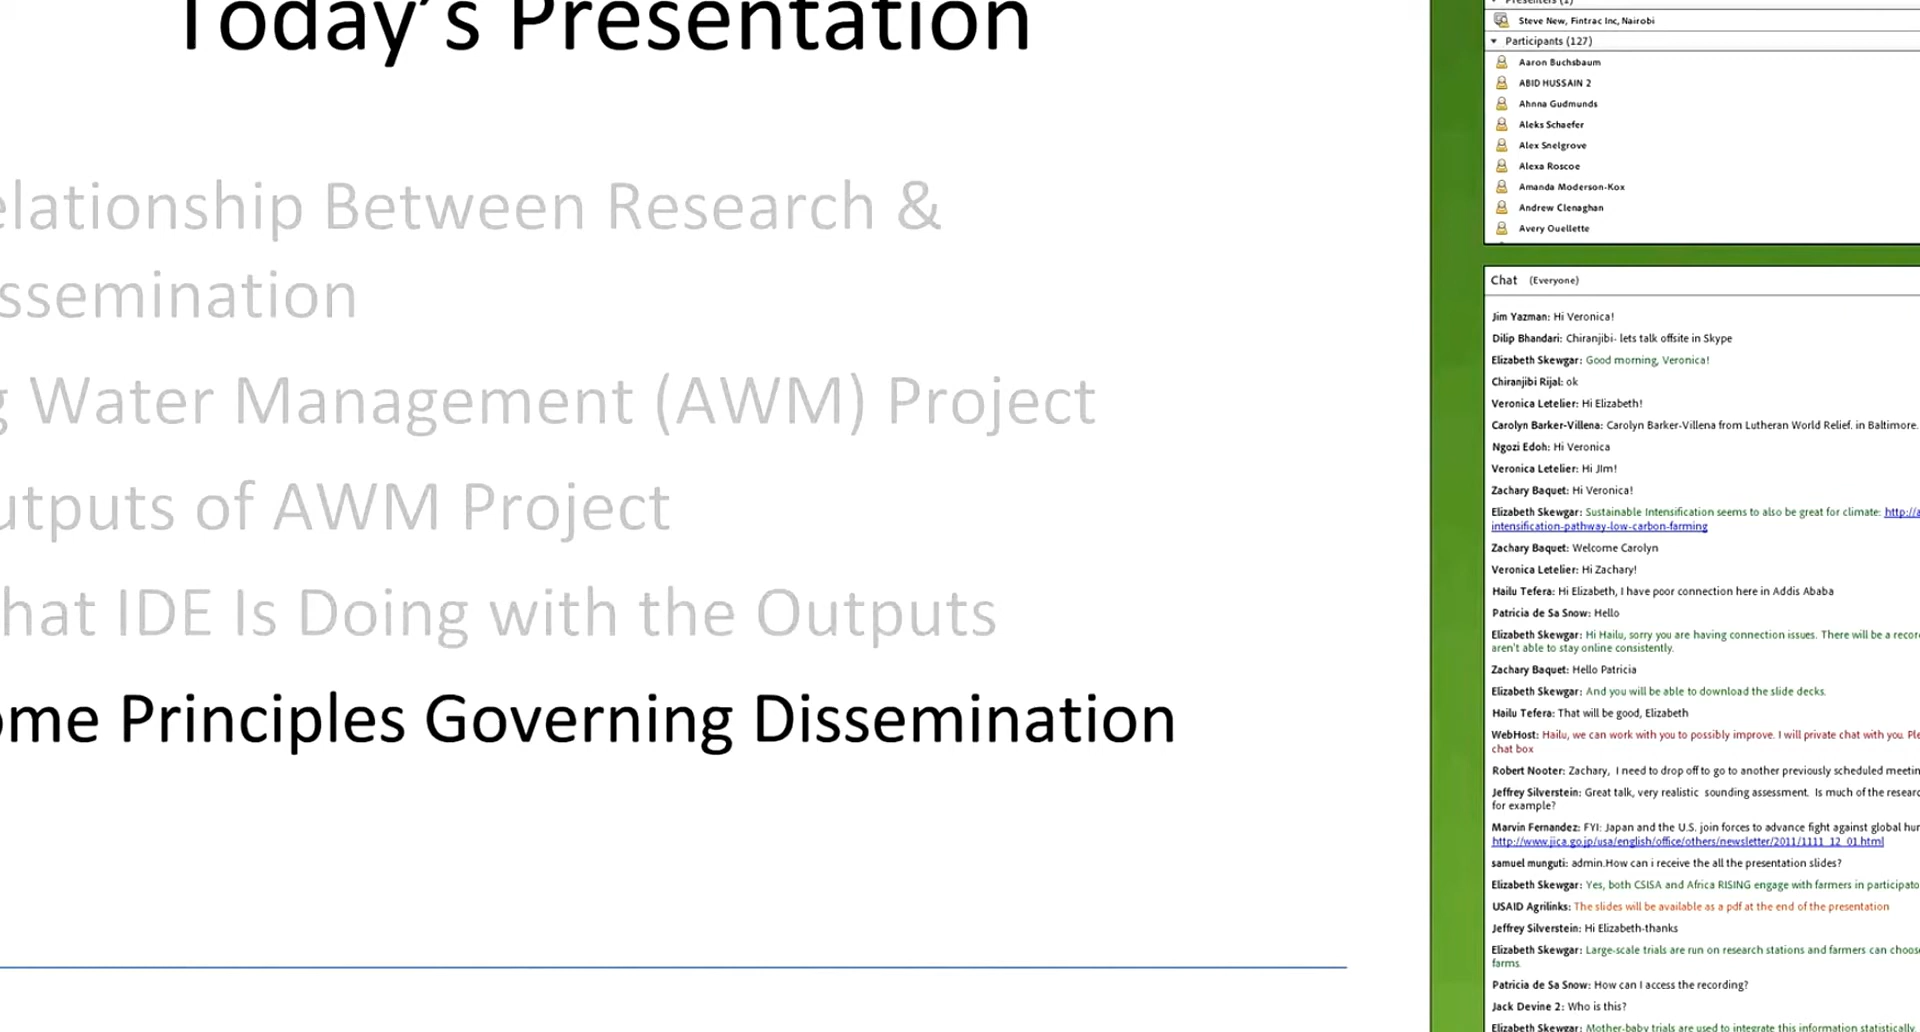 Today's Presentation
elationship Between Research &
ssemination
g Water Management (AWM) Project
utputs of AWM Project
hat IDE Is Doing with the Outputs
ome Principles Governing Dissemination
Presenters (1)
Steve New, Fintrac Inc, Nairobi
Participants (127)
Aaron Buchsbaum
ABID HUSSAIN 2
Ahnna Gudmunds
Aleks Schaefer
Alex Snelgrove
Alexa Roscoe
Amanda Moderson-Kox
Andrew Clenaghan
Avery Ouellette
Chat (Everyone)
Jim Yazman: Hi Veronica!
Dilip Bhandari: Chiranjibi- lets talk offsite in Skype
Elizabeth Skewgar: Good morning, Veronica!
Chiranjibi Rijal: ok
Veronica Letelier: Hi Elizabeth!
Carolyn Barker-Villena: Carolyn Barker-Villena from Lutheran World Relief. in Baltimore.
Ngozi Edoh: Hi Veronica
Veronica Letelier: Hi JIm!
Zachary Baquet: Hi Veronica!
Elizabeth Skewgar: Sustainable Intensification seems to also be great for climate: http://a
intensification-pathway-low-carbon-farming
Zachary Baquet: Welcome Carolyn
Veronica Letelier: Hi Zachary!
Hailu Tefera: Hi Elizabeth, I have poor connection here in Addis Ababa
Patricia de Sa Snow: Hello
Elizabeth Skewgar: Hi Hailu, sorry you are having connection issues. There will be a recor
aren't able to stay online consistently.
Zachary Baquet: Hello Patricia
Elizabeth Skewgar: And you will be able to download the slide decks.
Hailu Tefera: That will be good, Elizabeth
WebHost: Hailu, we can work with you to possibly improve. I will private chat with you. Ple
chat box
Robert Nooter: Zachary, I need to drop off to go to another previously scheduled meetin
Jeffrey Silverstein: Great talk, very realistic sounding assessment. Is much of the researc
for example?
Marvin Fernandez: FYI: Japan and the U.S. join forces to advance fight against global hun
http://www.jica.go.jp/usa/english/office/others/newsletter/2011/1111_12_01.html
samuel munguti: admin.How can i receive the all the presentation slides?
Elizabeth Skewgar: Yes, both CSISA and Africa RISING engage with farmers in participato
USAID Agrilinks: The slides will be available as a pdf at the end of the presentation
Jeffrey Silverstein: Hi Elizabeth-thanks
Elizabeth Skewgar: Large-scale trials are run on research stations and farmers can choose
farms.
Patricia de Sa Snow: How can I access the recording?
Jack Devine 2: Who is this?
Elizabeth Skewgar: Mother-baby trials are used to integrate this information statistically.